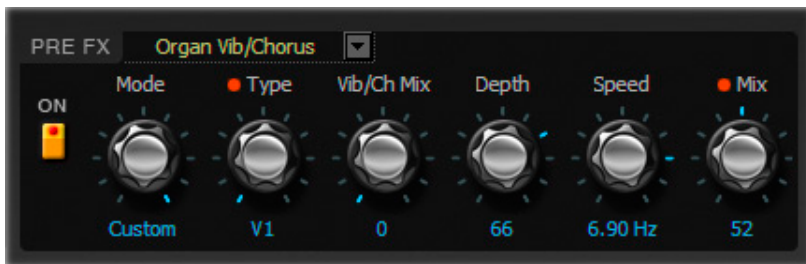 PRE FX Organ Vib/Chorus
ON
Mode Type Vib/Ch Mix Depth Speed Mix
Custom V1 0 66 6.90 Hz 52